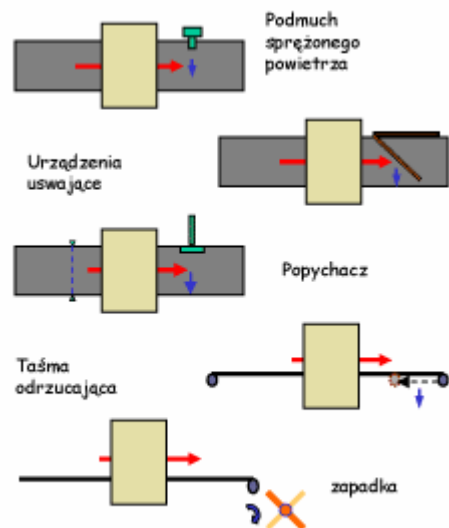 Podmuch
sprężonego
powietrza
Urządzenia
uswające
Popychacz
Taśma
odrzucająca
zapadka